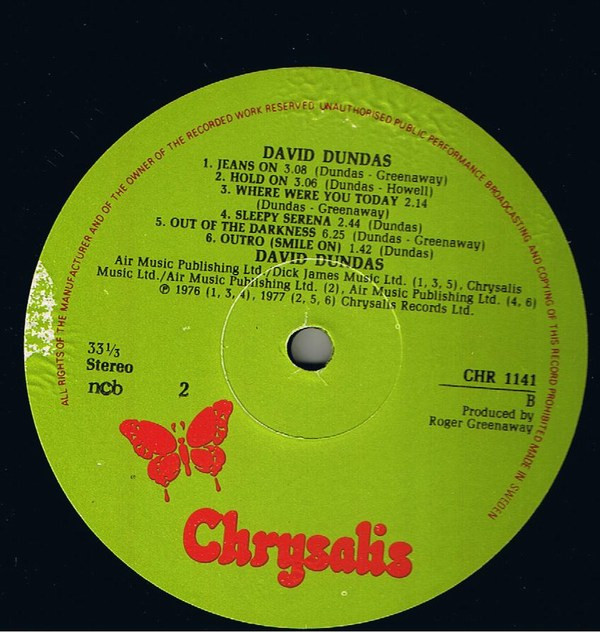 ALL RIGHTS OF THE MANUFACTURER AND OF THE OWNER OF THE RECORDED WORK RESERVED. UNAUTHORISED PUBLIC PERFORMANCE BROADCASTING AND COPYING OF THIS RECORD PROHIBITED MADE IN SWEDEN
DAVID DUNDAS
1. JEANS ON 3.08 (Dundas - Greenaway)
2. HOLD ON 3.06 (Dundas - Howell)
3. WHERE WERE YOU TODAY 2.14
(Dundas - Greenaway)
4. SLEEPY SERENA 2.44 (Dundas)
5. OUT OF THE DARKNESS 6.25 (Dundas - Greenaway)
6. OUTRO (SMILE ON) 1.42 (Dundas)
DAVID DUNDAS
Air Music Publishing Ltd./Dick James Music Ltd. (1, 3, 5), Chrysalis
Music Ltd./Air Music Publishing Ltd. (2), Air Music Publishing Ltd. (4, 6)
℗ 1976 (1, 3, 4), 1977 (2, 5, 6) Chrysalis Records Ltd.
33 1/3
Stereo
ncb
2
CHR 1141
B
Produced by
Roger Greenaway
Chrysalis